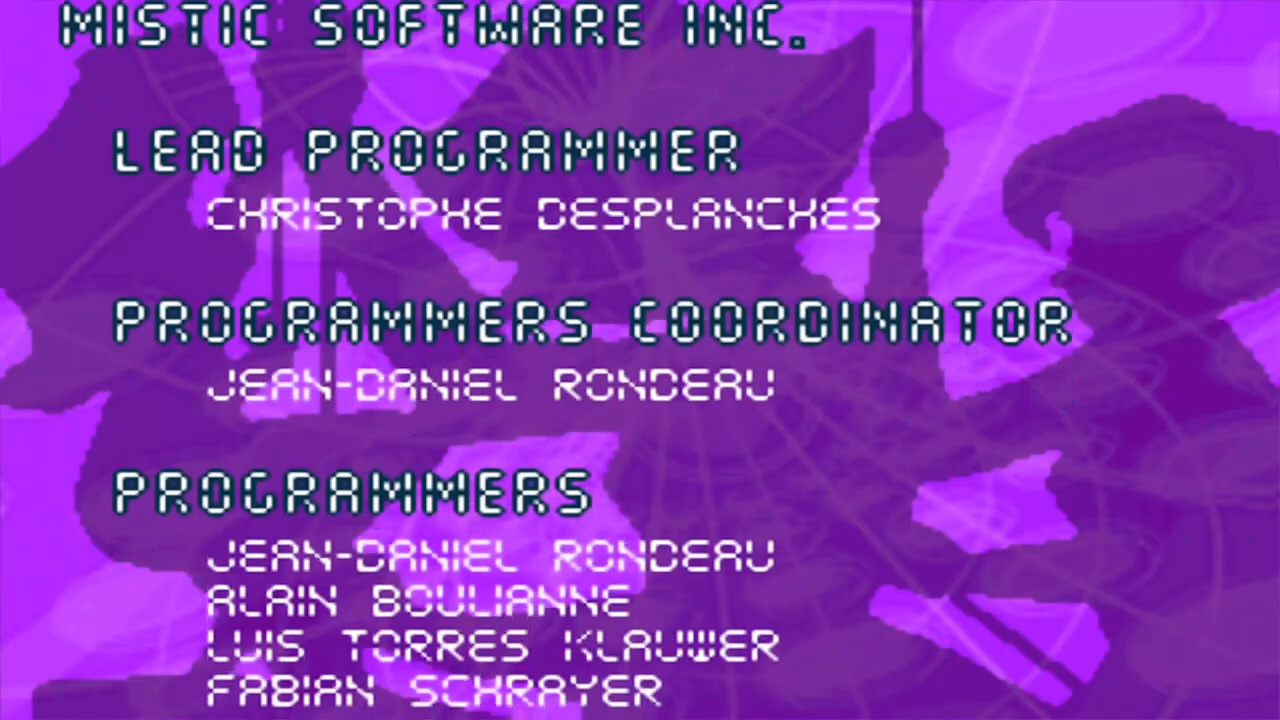 MISTIC SOFTWARE INC.
LEAD PROGRAMMER
CHRISTOPHE DESPLANCHES
PROGRAMMERS COORDINATOR
JEAN-DANIEL RONDEAU
PROGRAMMERS
JEAN-DANIEL RONDEAU
ALAIN BOULIANNE
LUIS TORRES KLAUWER
FABIAN SCHRAYER